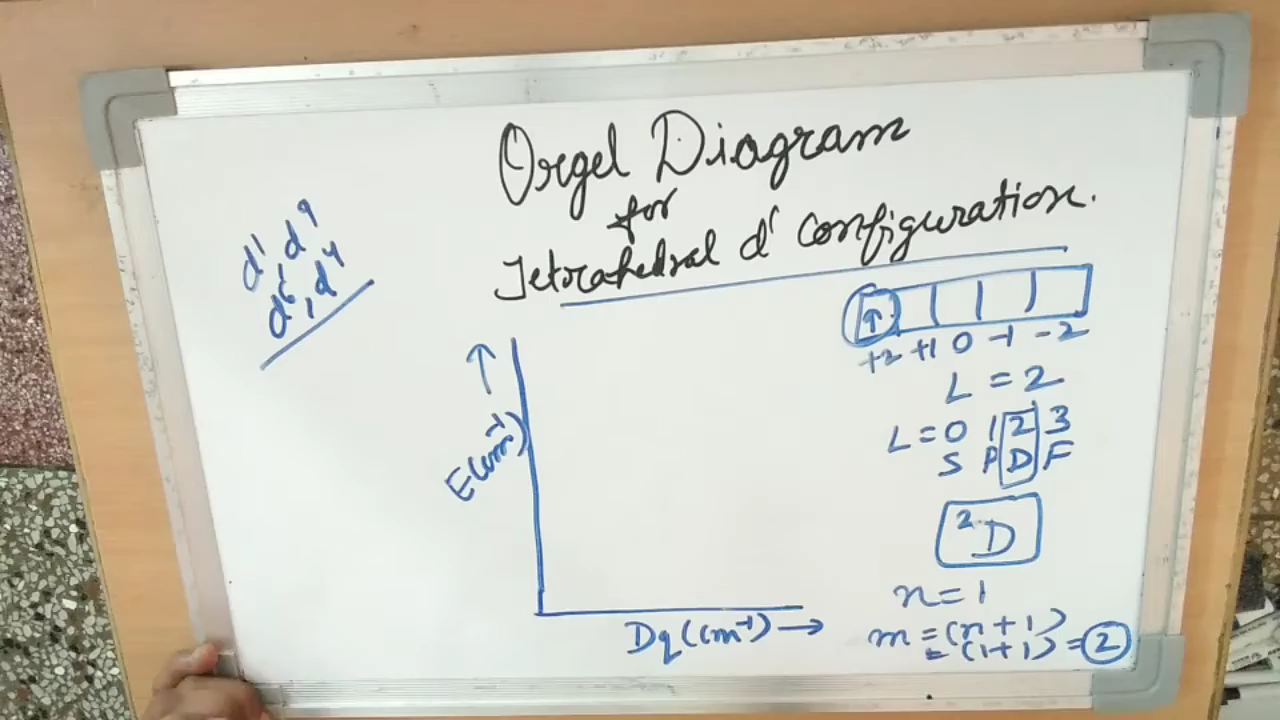 Orgel Diagram
for
Tetrahedral d¹ configuration.
d¹ d⁹
d⁶, d⁴
↑
+2 +1 0 -1 -2
L = 2
L = 0 1 2 3
S P D F
²D
n = 1
m = (n + 1)
= (1 + 1) = 2
↑
E(cm⁻¹)
Dq (cm⁻¹) →